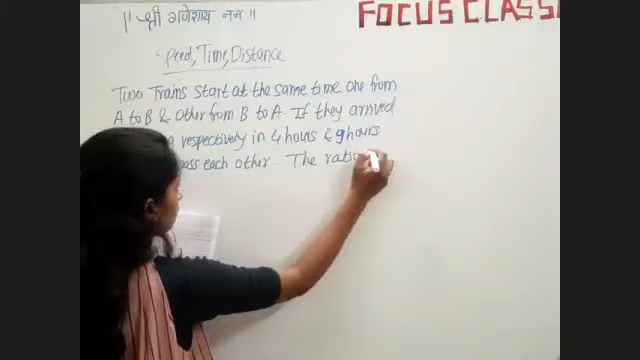 ॥ श्री गणेशाय नमः ॥
FOCUS CLASS
Speed, Time, Distance
Two Trains start at the same time one from
A to B & other from B to A. If they arrived
A respectively in 4 hours & 9 hours
pass each other. The ratio